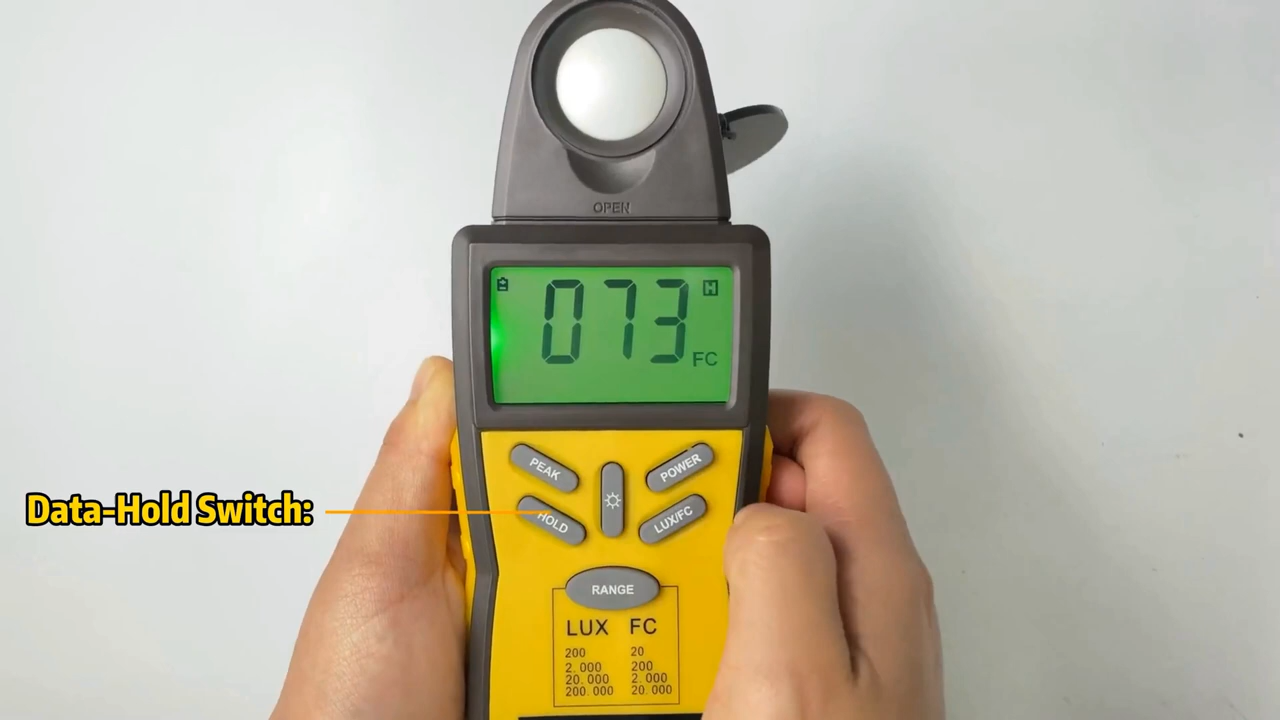 OPEN
H
073
FC
PEAK
POWER
Data-Hold Switch:
HOLD
LUX/FC
RANGE
LUX FC
200 20
2.000 200
20.000 2.000
200.000 20.000